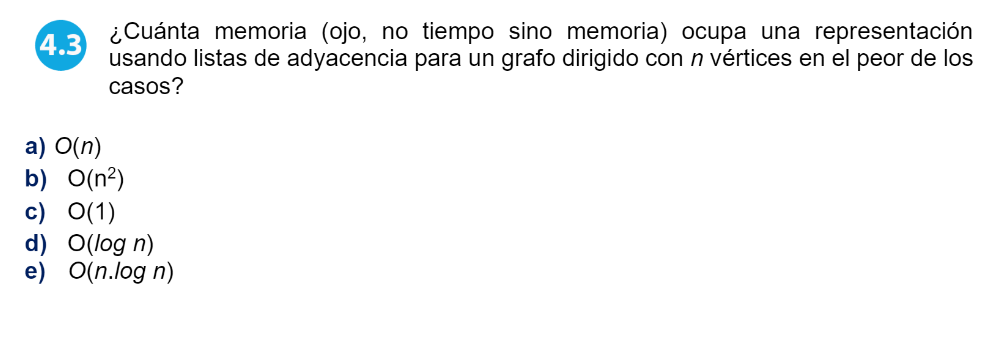 4.3 ¿Cuánta memoria (ojo, no tiempo sino memoria) ocupa una representación
usando listas de adyacencia para un grafo dirigido con n vértices en el peor de los
casos?
a) O(n)
b) O(n²)
c) O(1)
d) O(log n)
e) O(n.log n)